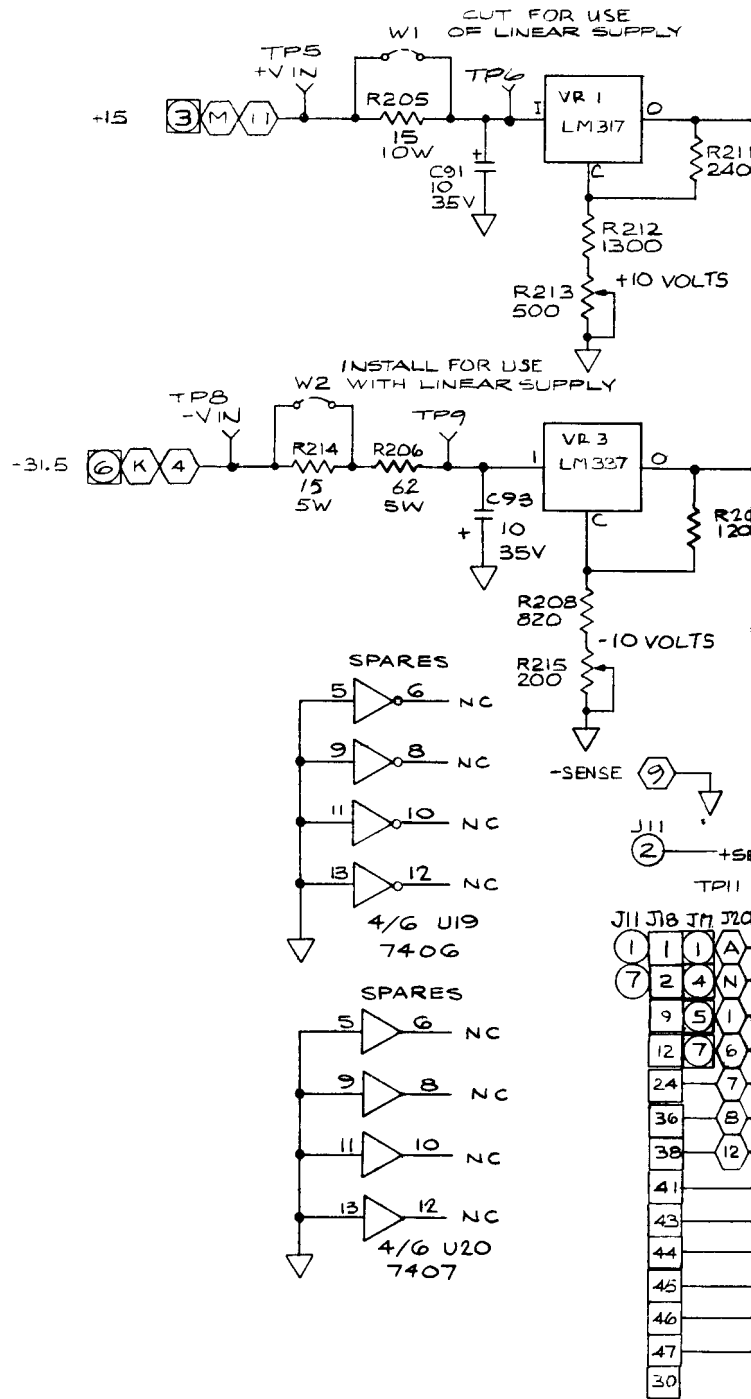 CUT FOR USE
OF LINEAR SUPPLY
W1
TP5
+V IN
TP6
R205
15
10W
+15
3 M 11
I
VR 1
LM317
O
C
R211
240
+
C91
10
35V
R212
1300
R213
500
+10 VOLTS
INSTALL FOR USE
WITH LINEAR SUPPLY
W2
TP8
-V IN
TP9
R214
15
5W
R206
62
5W
-31.5
6 K 4
I
VR 3
LM337
O
C
C93
10
35V
+
120
R208
820
R215
200
-10 VOLTS
SPARES
5 6 NC
9 8 NC
11 10 NC
13 12 NC
4/6 U19
7406
-SENSE 9
J11
2
TP11
SPARES
5 6 NC
9 8 NC
11 10 NC
13 12 NC
4/6 U20
7407
J11 J18 J17 J20
1 1 1 A
7 2 4 N
9 5 1
12 7 6
24 7
36 8
38 12
41
43
44
45
46
47
30